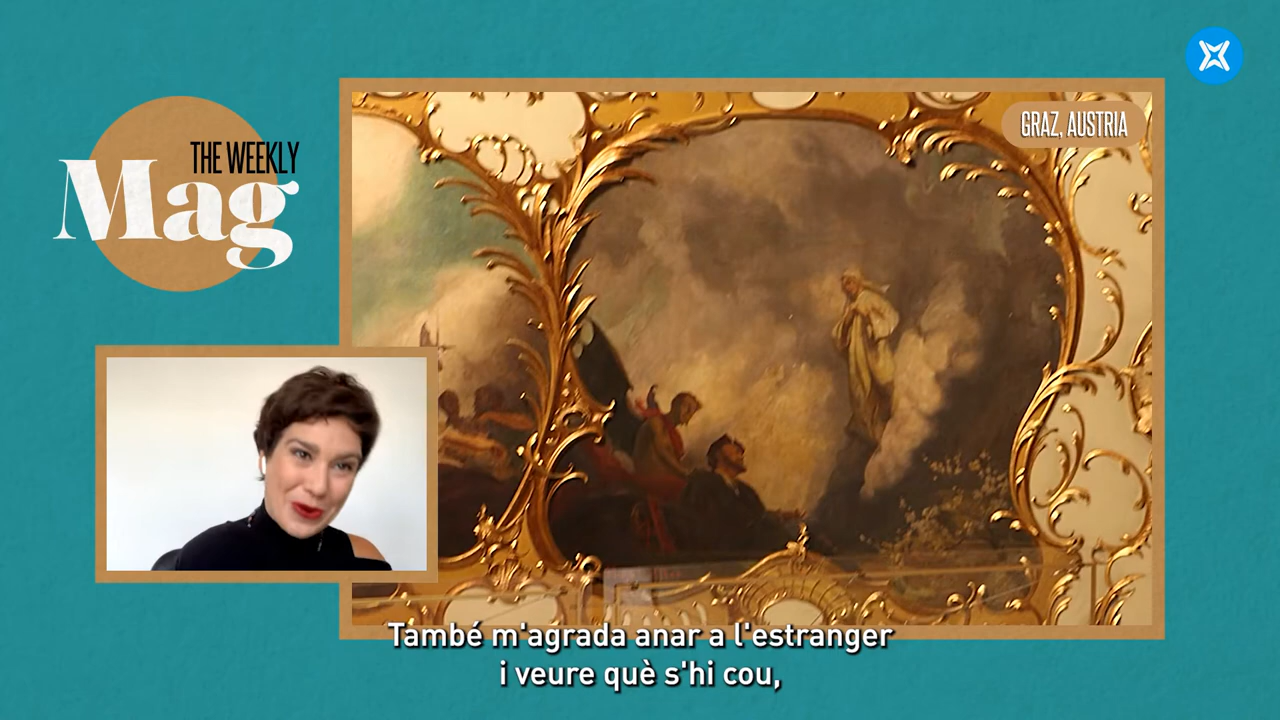 THE WEEKLY
Mag
GRAZ, AUSTRIA
També m'agrada anar a l'estranger
i veure què s'hi cou,